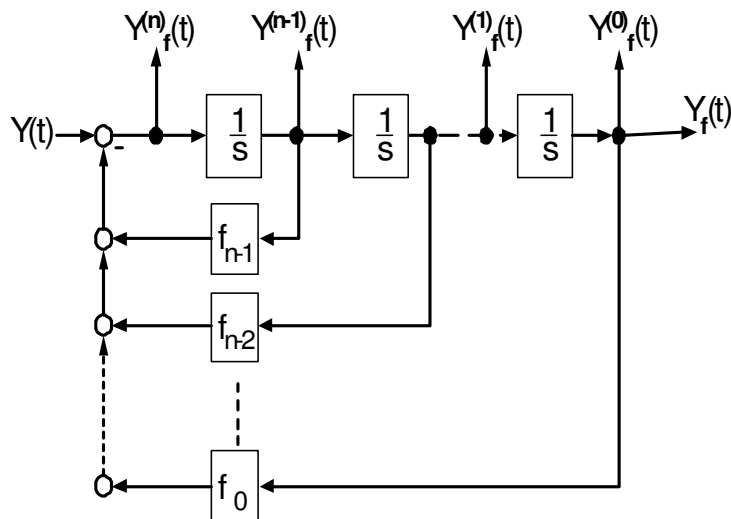 Y⁽ⁿ⁾f(t) Y⁽ⁿ⁻¹⁾f(t) Y⁽¹⁾f(t) Y⁽⁰⁾f(t)
Y(t) - 1/s 1/s 1/s Yf(t)
fn-1
fn-2
f0